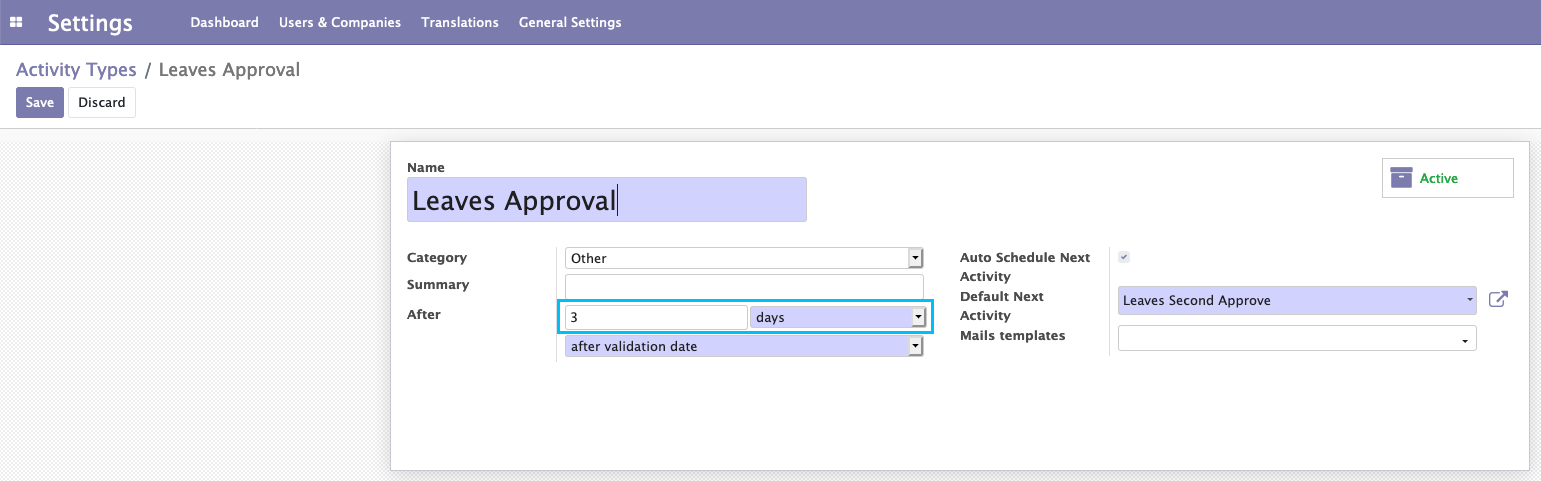 Settings Dashboard Users & Companies Translations General Settings
Activity Types / Leaves Approval
Save Discard
Name
Active
Leaves Approval
Category Other
Summary
After 3 days
after validation date
Auto Schedule Next
Activity
Default Next
Activity
Leaves Second Approve
Mails templates